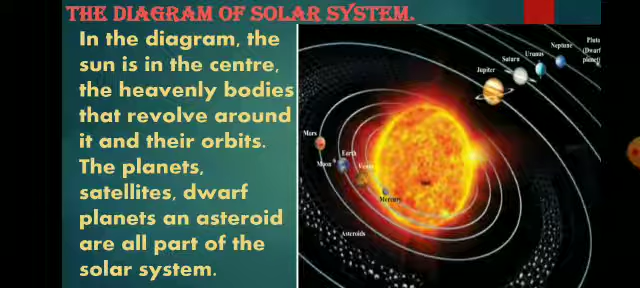 THE DIAGRAM OF SOLAR SYSTEM.
In the diagram, the
sun is in the centre,
the heavenly bodies
that revolve around
it and their orbits.
The planets,
satellites, dwarf
planets an asteroid
are all part of the
solar system.
Pluto
(Dwarf
planet)
Neptune
Uranus
Saturn
Jupiter
Mars
Earth
Moon
Venus
Mercury
Asteroids